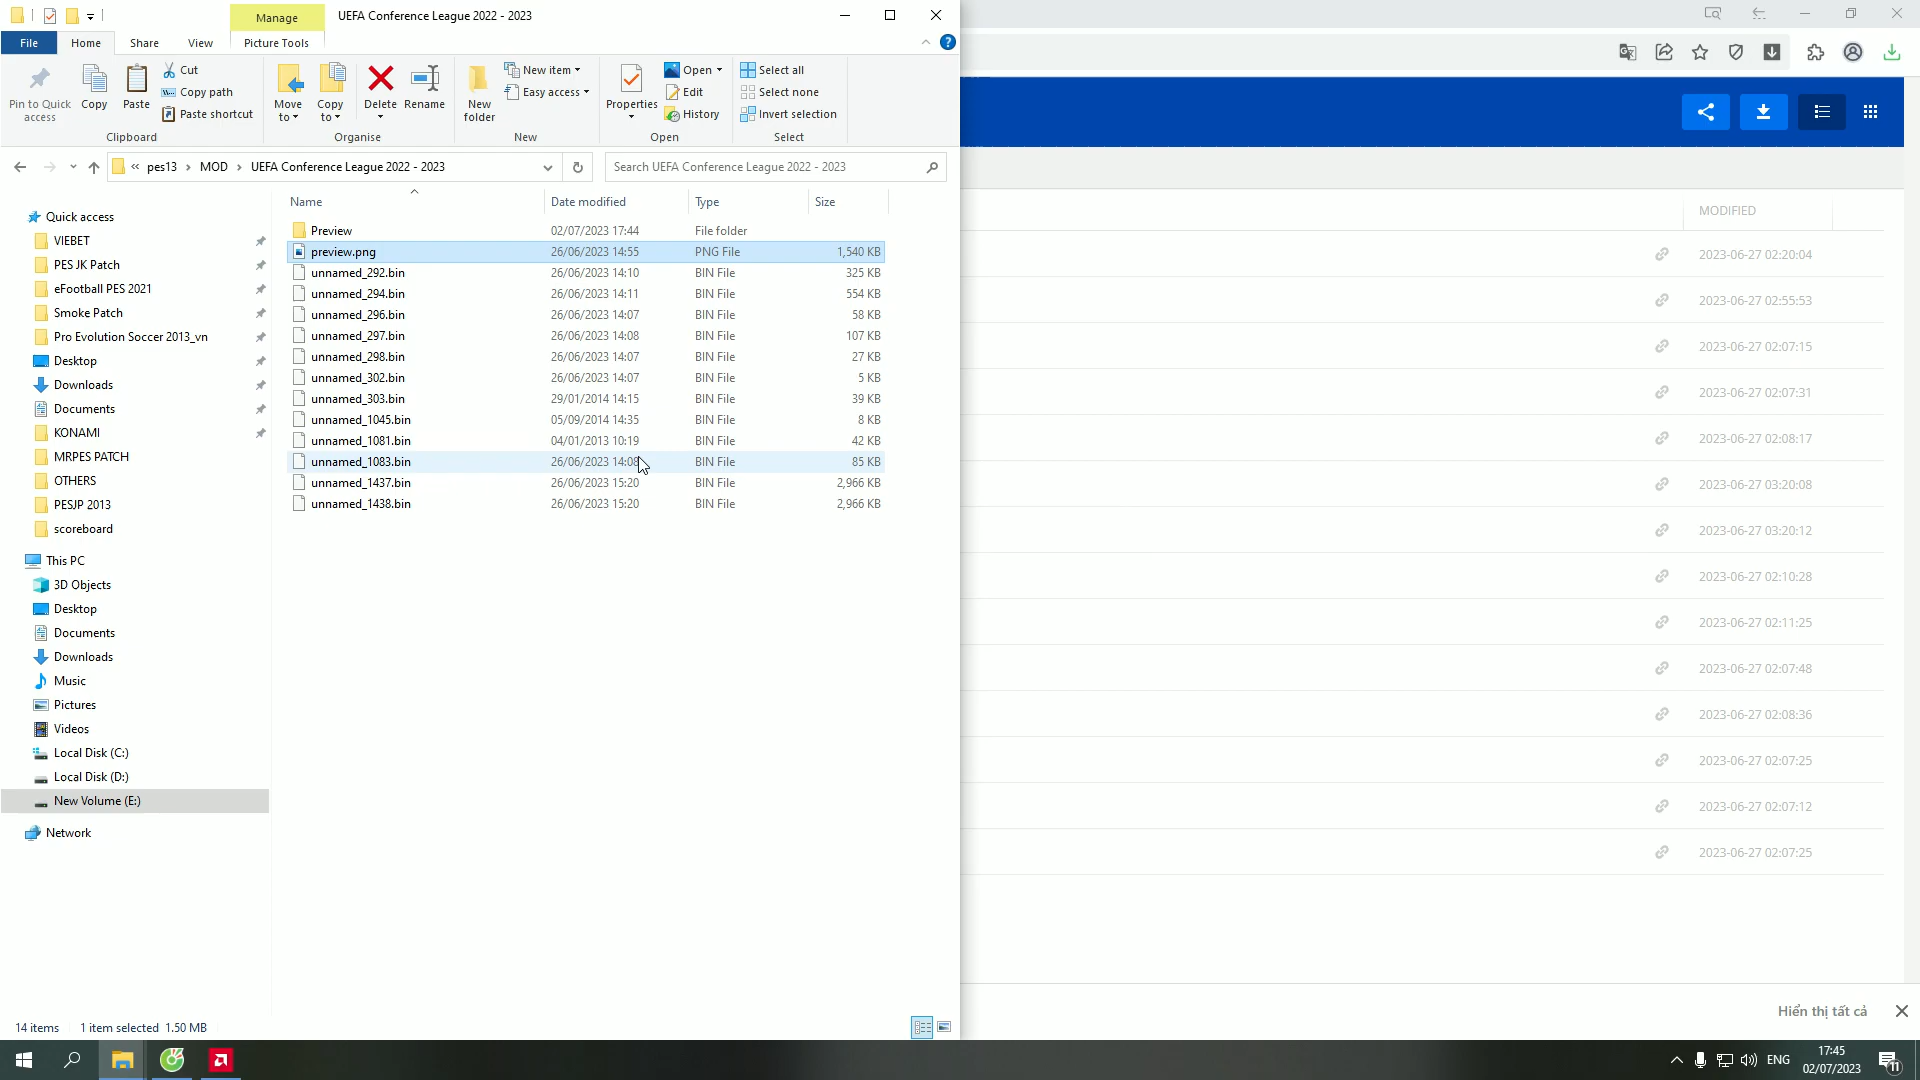 Manage
UEFA Conference League 2022 - 2023
File
Home
Share
View
Picture Tools
Pin to Quick access
Copy
Paste
Cut
Copy path
Paste shortcut
Clipboard
Move to
Copy to
Delete
Rename
Organise
New folder
New item
Easy access
New
Properties
Open
Edit
History
Open
Select all
Select none
Invert selection
Select
« pes13 > MOD > UEFA Conference League 2022 - 2023
Search UEFA Conference League 2022 - 2023
Quick access
VIEBET
PES JK Patch
eFootball PES 2021
Smoke Patch
Pro Evolution Soccer 2013_vn
Desktop
Downloads
Documents
KONAMI
MRPES PATCH
OTHERS
PESJP 2013
scoreboard
This PC
3D Objects
Desktop
Documents
Downloads
Music
Pictures
Videos
Local Disk (C:)
Local Disk (D:)
New Volume (E:)
Network
Name Date modified Type Size
Preview 02/07/2023 17:44 File folder
preview.png 26/06/2023 14:55 PNG File 1,540 KB
unnamed_292.bin 26/06/2023 14:10 BIN File 325 KB
unnamed_294.bin 26/06/2023 14:11 BIN File 554 KB
unnamed_296.bin 26/06/2023 14:07 BIN File 58 KB
unnamed_297.bin 26/06/2023 14:08 BIN File 107 KB
unnamed_298.bin 26/06/2023 14:07 BIN File 27 KB
unnamed_302.bin 26/06/2023 14:07 BIN File 5 KB
unnamed_303.bin 29/01/2014 14:15 BIN File 39 KB
unnamed_1045.bin 05/09/2014 14:35 BIN File 8 KB
unnamed_1081.bin 04/01/2013 10:19 BIN File 42 KB
unnamed_1083.bin 26/06/2023 14:08 BIN File 85 KB
unnamed_1437.bin 26/06/2023 15:20 BIN File 2,966 KB
unnamed_1438.bin 26/06/2023 15:20 BIN File 2,966 KB
14 items 1 item selected 1.50 MB
MODIFIED
2023-06-27 02:20:04
2023-06-27 02:55:53
2023-06-27 02:07:15
2023-06-27 02:07:31
2023-06-27 02:08:17
2023-06-27 03:20:08
2023-06-27 03:20:12
2023-06-27 02:10:28
2023-06-27 02:11:25
2023-06-27 02:07:48
2023-06-27 02:08:36
2023-06-27 02:07:25
2023-06-27 02:07:12
2023-06-27 02:07:25
Hiển thị tất cả
ENG
17:45
02/07/2023
11